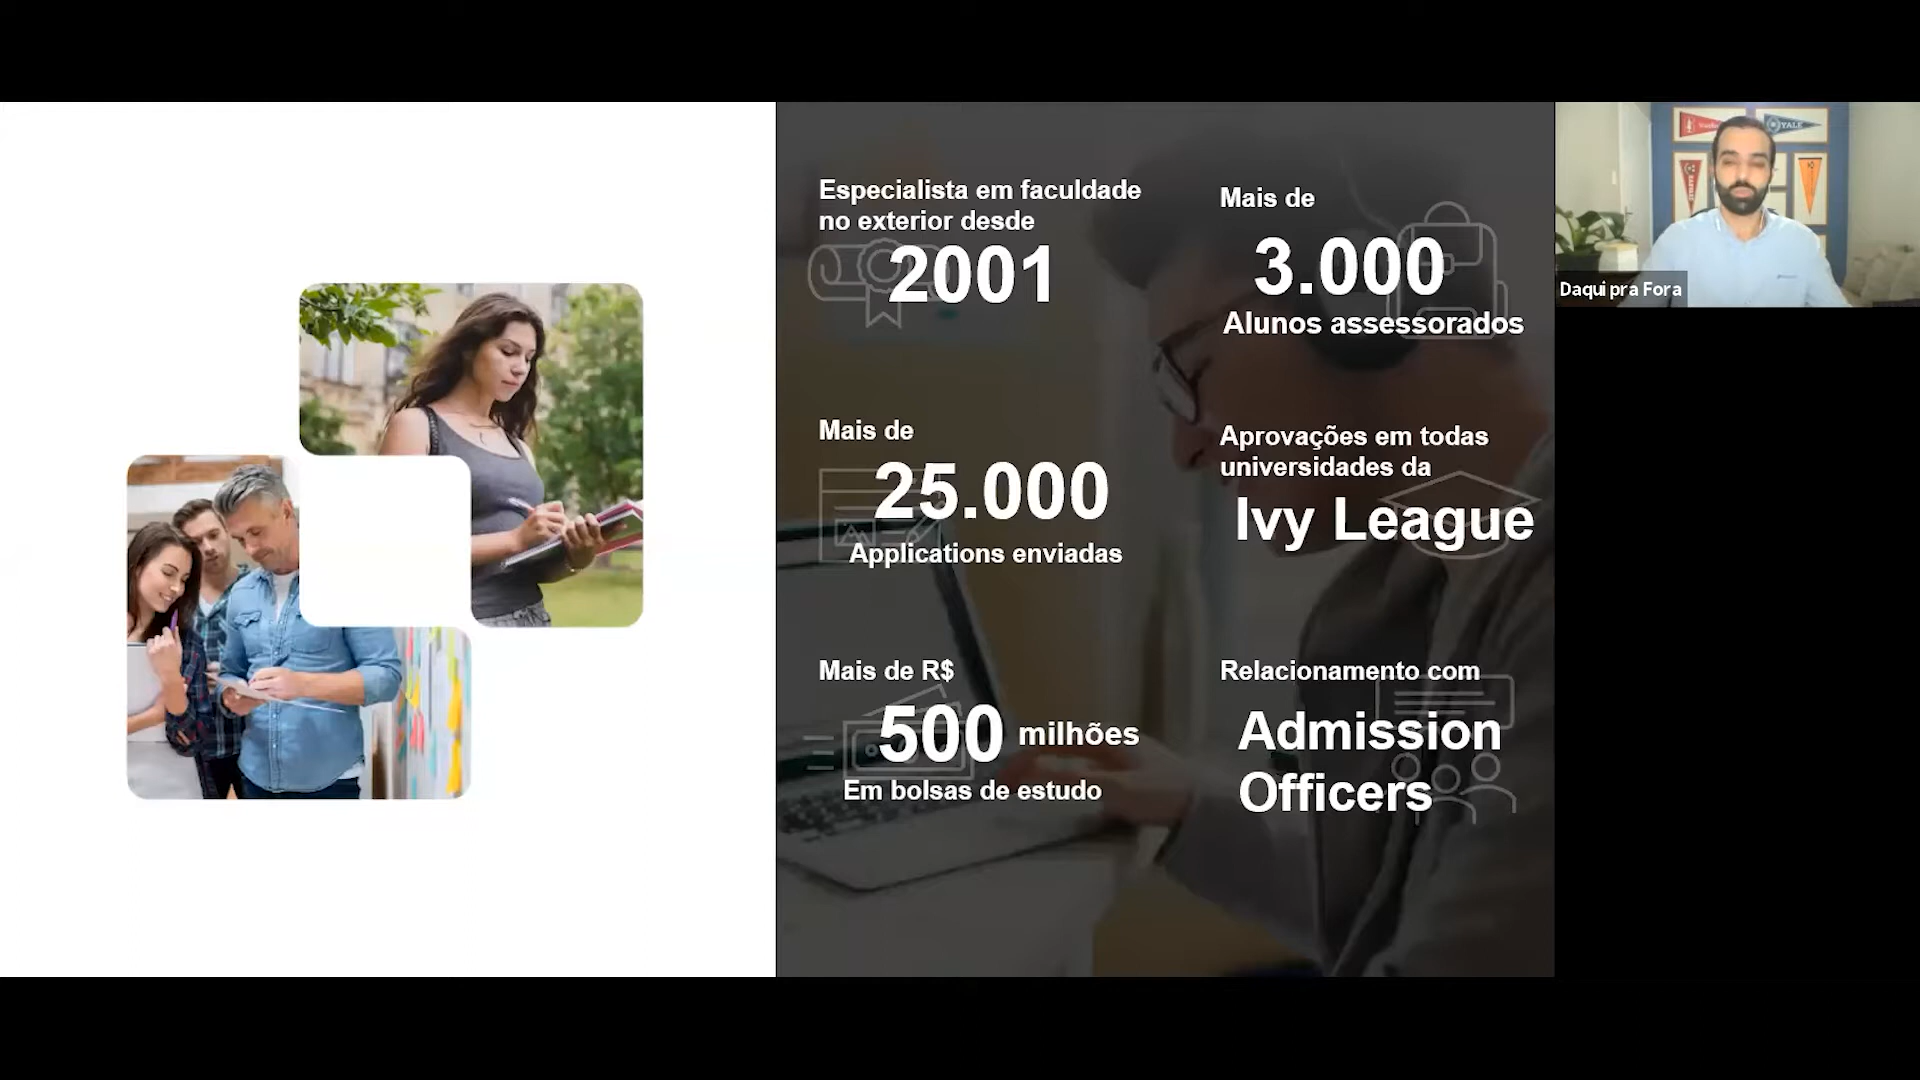 Especialista em faculdade
no exterior desde
2001
Mais de
3.000
Alunos assessorados
Mais de
25.000
Applications enviadas
Aprovações em todas
universidades da
Ivy League
Mais de R$
500 milhões
Em bolsas de estudo
Relacionamento com
Admission
Officers
YALE
Daqui pra Fora